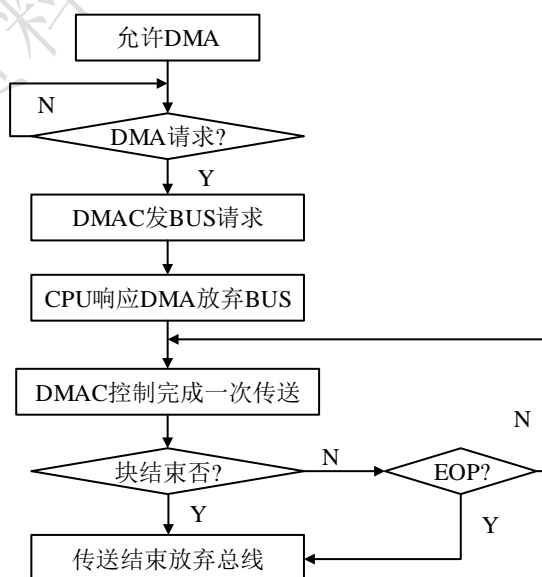 允许DMA
N
DMA请求?
Y
DMAC发BUS请求
CPU响应DMA放弃BUS
DMAC控制完成一次传送
N
块结束否?
N
EOP?
Y
Y
传送结束放弃总线